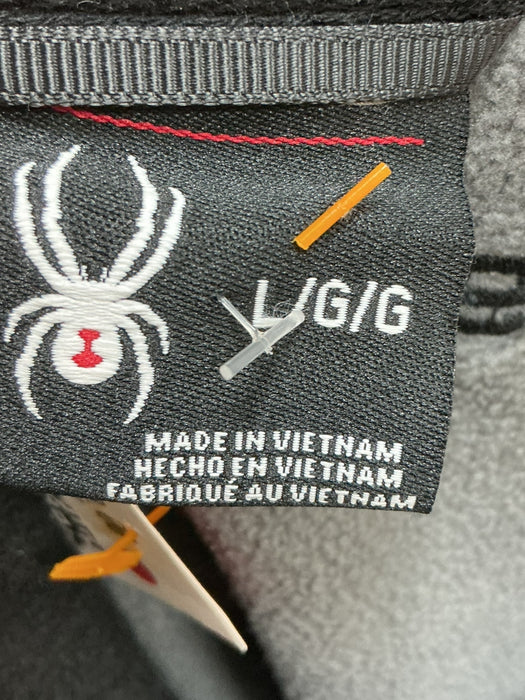 L/G/G
MADE IN VIETNAM
HECHO EN VIETNAM
FABRIQUÉ AU VIETNAM